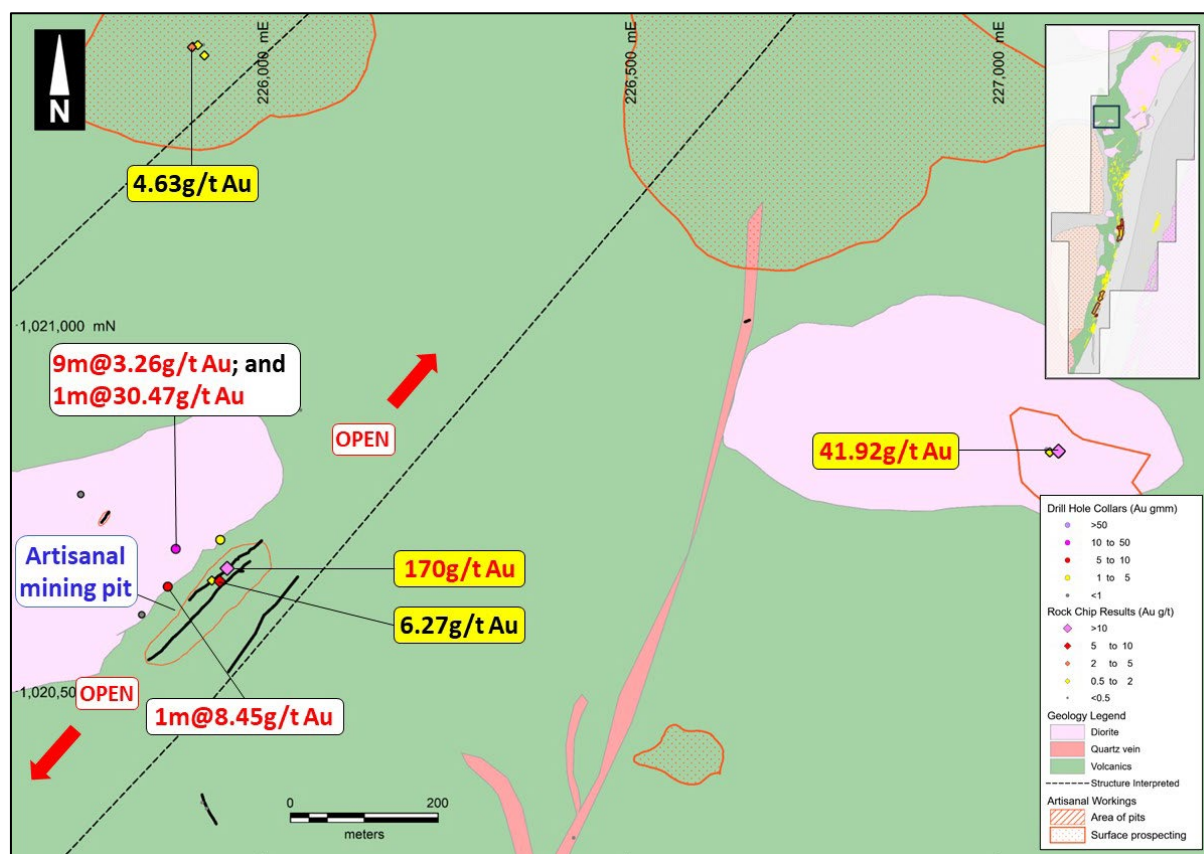 N
226,000 mE
226,500 mE
227,000 mE
4.63g/t Au
1,021,000 mN
9m@3.26g/t Au; and
1m@30.47g/t Au
OPEN
41.92g/t Au
Artisanal
mining pit
170g/t Au
6.27g/t Au
1,020,50
OPEN
1m@8.45g/t Au
0 200
meters
Drill Hole Collars (Au gmm)
>50
10 to 50
5 to 10
1 to 5
<1
Rock Chip Results (Au g/t)
>10
5 to 10
2 to 5
0.5 to 2
<0.5
Geology Legend
Diorite
Quartz vein
Volcanics
Structure Interpreted
Artisanal Workings
Area of pits
Surface prospecting